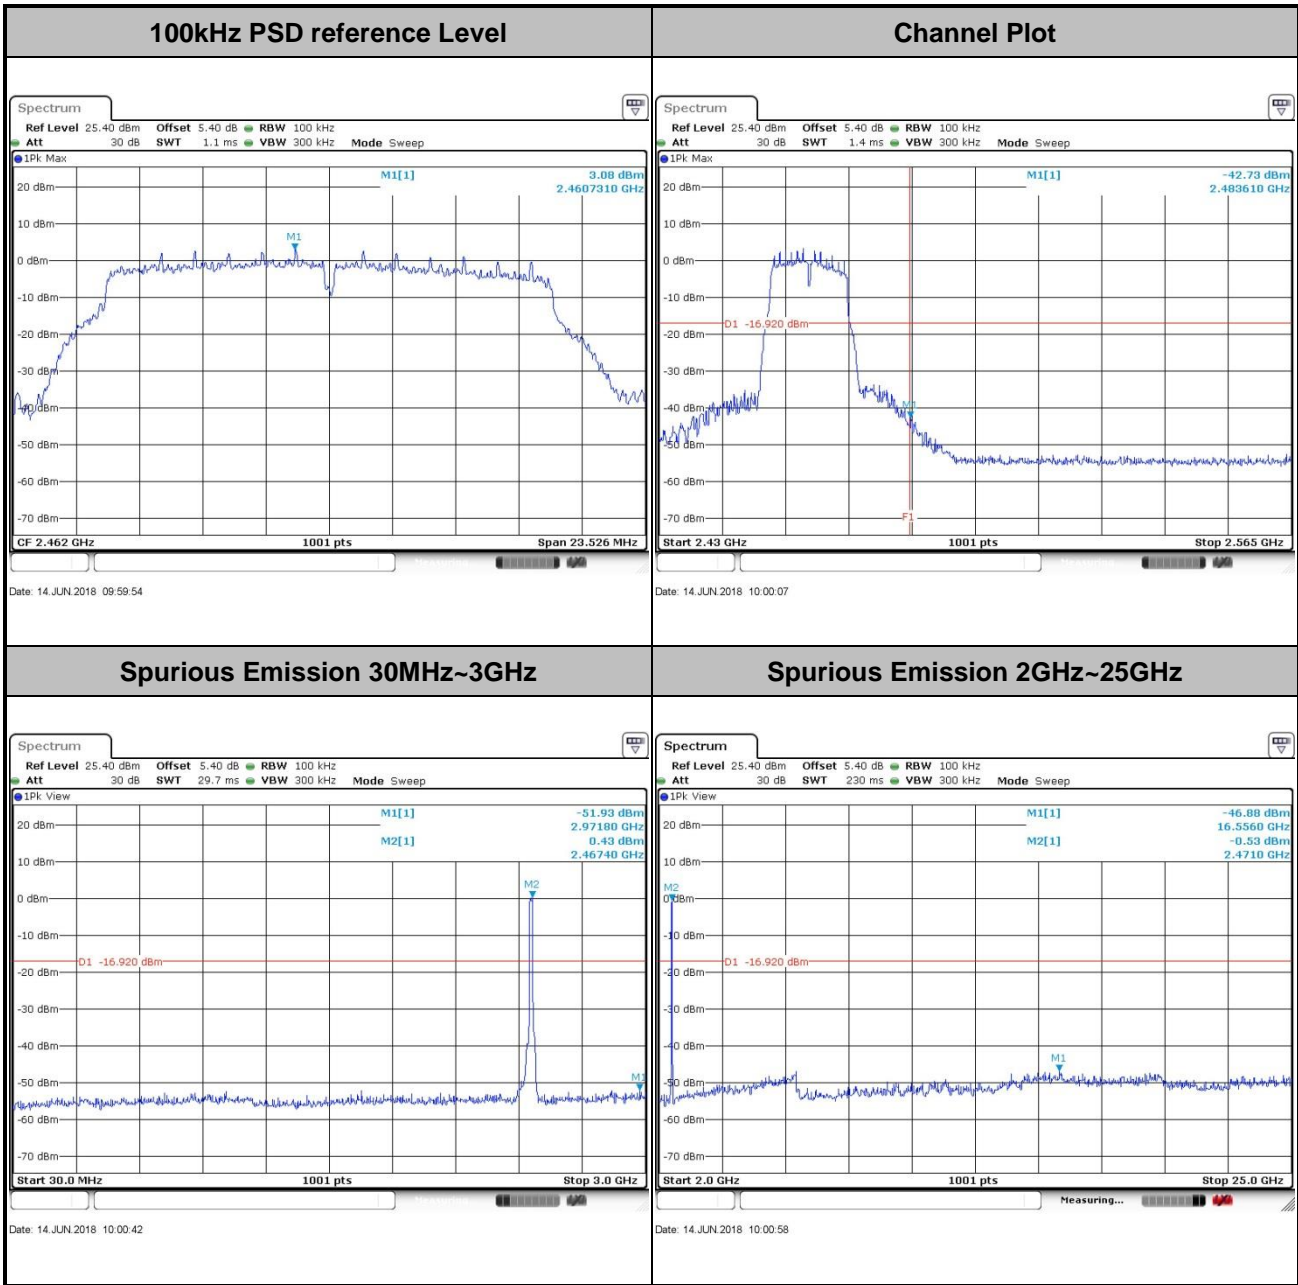 100kHz PSD reference Level
Channel Plot
Spectrum
Ref Level 25.40 dBm Offset 5.40 dB RBW 100 kHz
Att 30 dB SWT 1.1 ms VBW 300 kHz Mode Sweep
1Pk Max
M1[1] 3.08 dBm
2.4607310 GHz
20 dBm
10 dBm
M1
0 dBm
-10 dBm
-20 dBm
-30 dBm
-40 dBm
-50 dBm
-60 dBm
-70 dBm
CF 2.462 GHz 1001 pts Span 23.526 MHz
Measuring
Date: 14.JUN.2018 09:59:54
Spectrum
Ref Level 25.40 dBm Offset 5.40 dB RBW 100 kHz
Att 30 dB SWT 1.4 ms VBW 300 kHz Mode Sweep
1Pk Max
M1[1] -42.73 dBm
2.483610 GHz
20 dBm
10 dBm
0 dBm
-10 dBm
D1 -16.920 dBm
-20 dBm
-30 dBm
-40 dBm
M1
-50 dBm
-60 dBm
-70 dBm
F1
Start 2.43 GHz 1001 pts Stop 2.565 GHz
Measuring
Date: 14.JUN.2018 10:00:07
Spurious Emission 30MHz~3GHz
Spurious Emission 2GHz~25GHz
Spectrum
Ref Level 25.40 dBm Offset 5.40 dB RBW 100 kHz
Att 30 dB SWT 29.7 ms VBW 300 kHz Mode Sweep
1Pk View
M1[1] -51.93 dBm
2.97180 GHz
20 dBm
M2[1] 0.43 dBm
2.46740 GHz
10 dBm
M2
0 dBm
-10 dBm
D1 -16.920 dBm
-20 dBm
-30 dBm
-40 dBm
M1
-50 dBm
-60 dBm
-70 dBm
Start 30.0 MHz 1001 pts Stop 3.0 GHz
Measuring
Date: 14.JUN.2018 10:00:42
Spectrum
Ref Level 25.40 dBm Offset 5.40 dB RBW 100 kHz
Att 30 dB SWT 230 ms VBW 300 kHz Mode Sweep
1Pk View
M1[1] -46.88 dBm
16.5560 GHz
20 dBm
M2[1] -0.53 dBm
2.4710 GHz
10 dBm
M2
0 dBm
-10 dBm
D1 -16.920 dBm
-20 dBm
-30 dBm
-40 dBm
M1
-50 dBm
-60 dBm
-70 dBm
Start 2.0 GHz 1001 pts Stop 25.0 GHz
Measuring...
Date: 14.JUN.2018 10:00:58